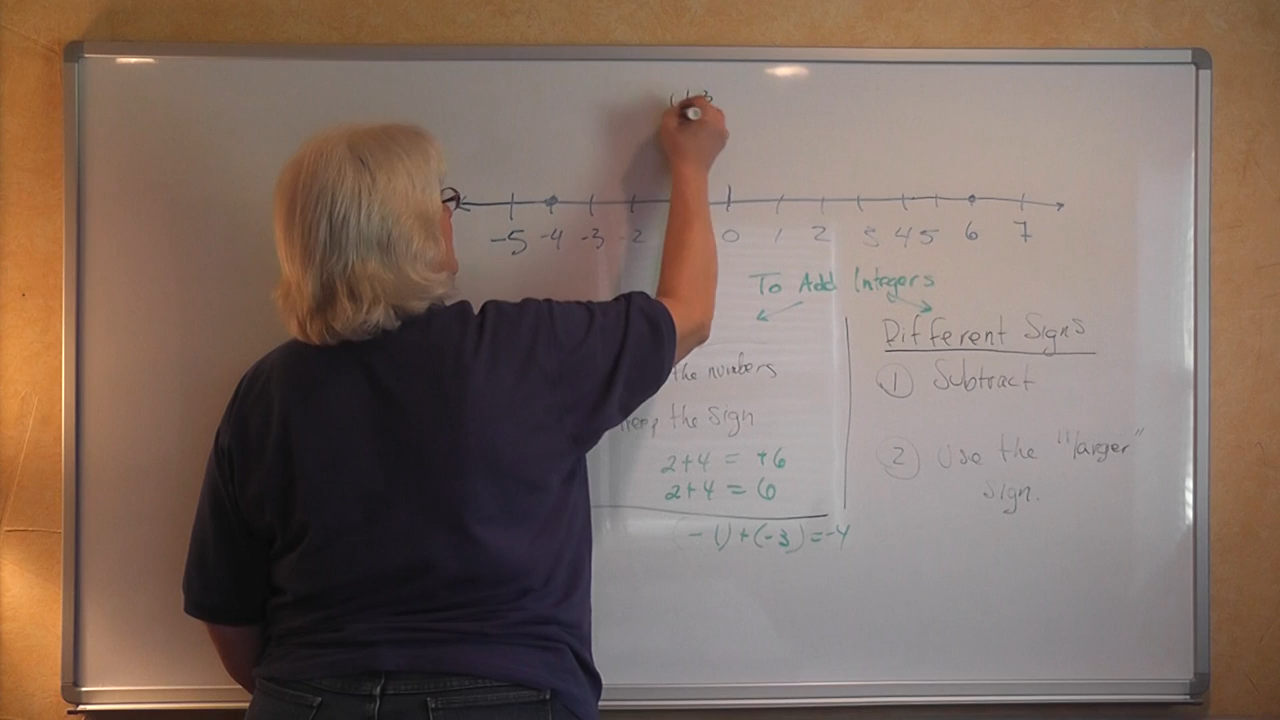 -5 -4 -3 -2 0 1 2 3 4 5 6 7
To Add Integers
the numbers
the sign
2+4 = +6
2+4 = 6
(-1)+(-3)=-4
Different Signs
1 Subtract
2 Use the "larger"
sign.